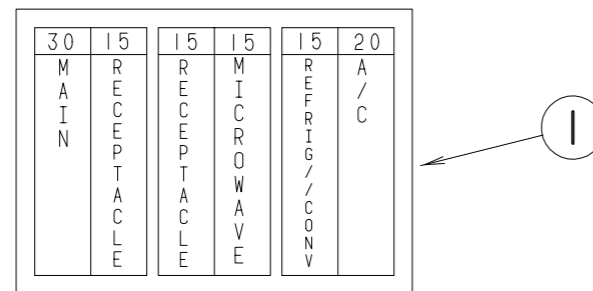 30 15 15 15 15 20
MAIN
RECEPTACLE
RECEPTACLE
MICROWAVE
REFRIG//CONV
A/C
1